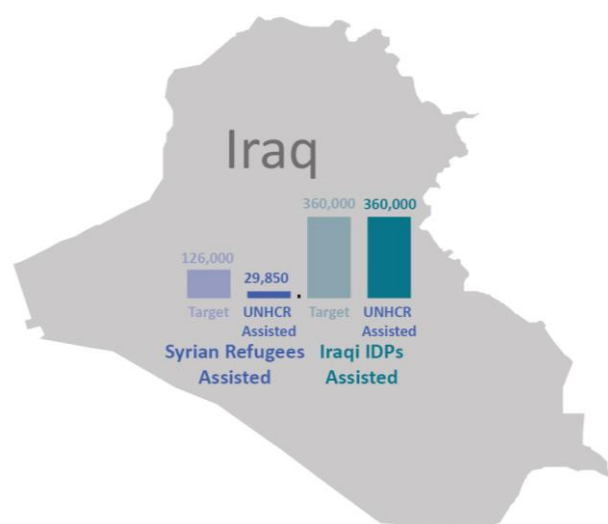 Iraq
360,000 360,000
126,000
29,850
Target UNHCR Assisted . Target UNHCR Assisted
Syrian Refugees Assisted
Iraqi IDPs Assisted